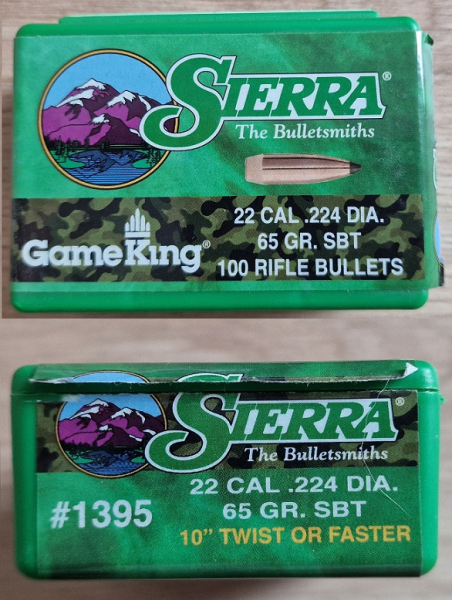 SIERRA®
The Bulletsmiths
22 CAL .224 DIA.
65 GR. SBT
100 RIFLE BULLETS
GameKing®
SIERRA®
The Bulletsmiths
#1395
22 CAL .224 DIA.
65 GR. SBT
10" TWIST OR FASTER